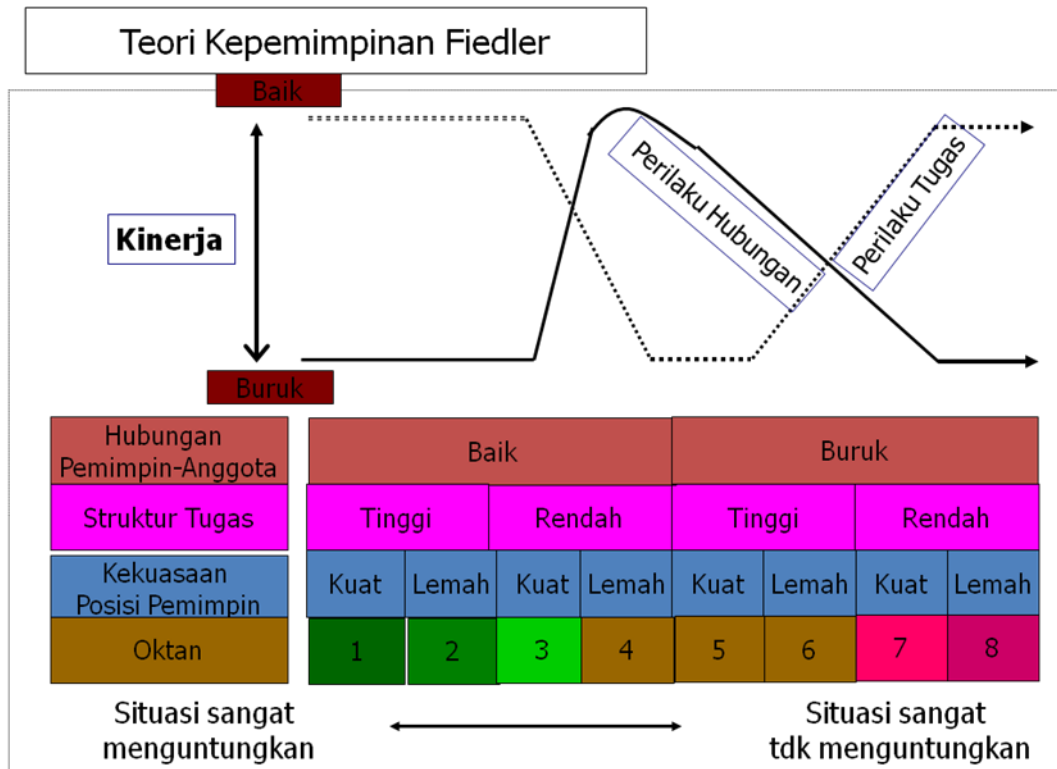 Teori Kepemimpinan Fiedler
Baik
Kinerja
Perilaku Hubungan
Perilaku Tugas
Buruk
Hubungan
Pemimpin-Anggota
Baik
Buruk
Struktur Tugas
Tinggi
Rendah
Tinggi
Rendah
Kekuasaan
Posisi Pemimpin
Kuat
Lemah
Kuat
Lemah
Kuat
Lemah
Kuat
Lemah
Oktan
1
2
3
4
5
6
7
8
Situasi sangat
menguntungkan
Situasi sangat
tdk menguntungkan